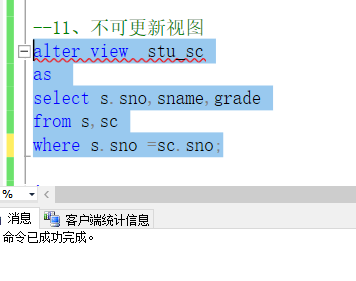 --11、不可更新视图
alter view  stu_sc
as
select s.sno,sname,grade
from s,sc
where s.sno =sc.sno;
%
消息
客户端统计信息
命令已成功完成。